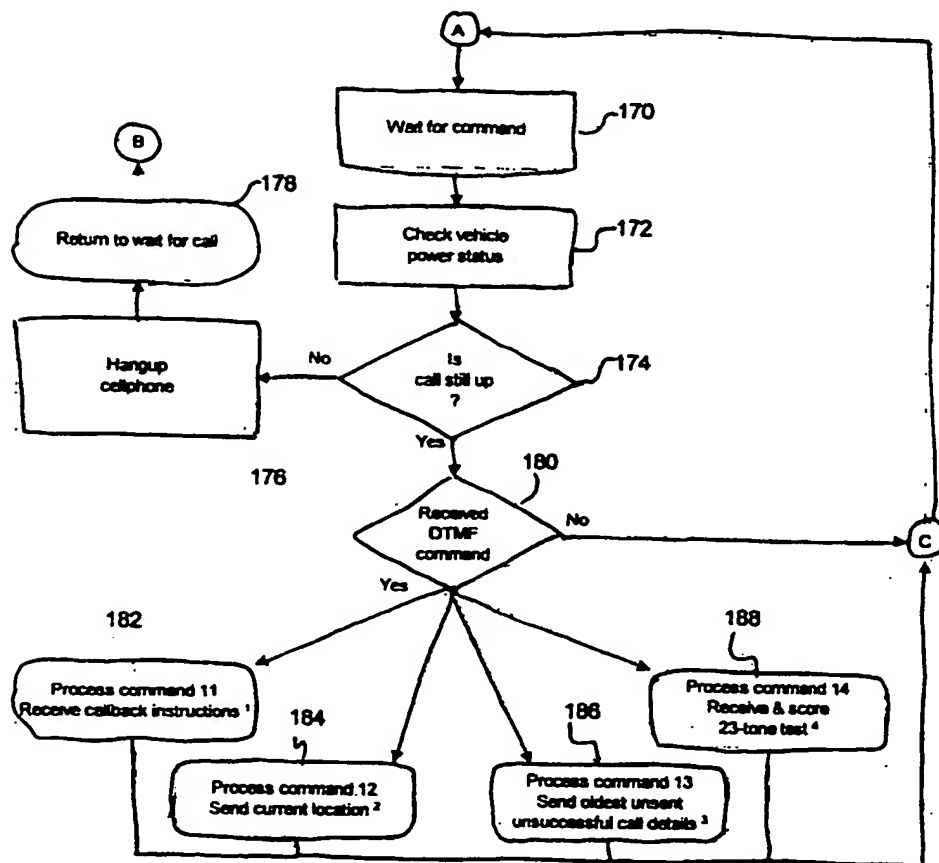 A
Wait for command
170
B
178
Return to wait for call
Check vehicle
power status
172
Hangup
cellphone
No
Is
call still up
?
174
Yes
176
180
Received
DTMF
command
No
C
Yes
182
188
Process command 11
Receive callback instructions 1
184
186
Process command 14
Receive & score
23-tone test 4
Process command 12
Send current location 2
Process command 13
Send oldest unsent
unsuccessful call details 3